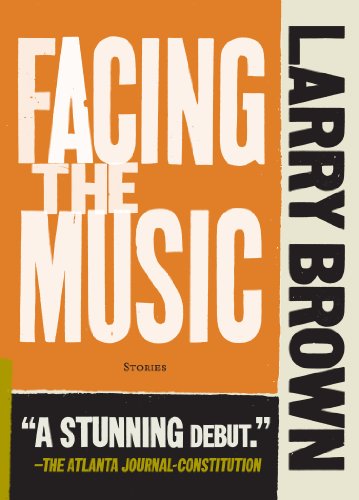 FACING
THE
MUSIC
STORIES
LARRY BROWN
“A STUNNING DEBUT.”
–THE ATLANTA JOURNAL-CONSTITUTION